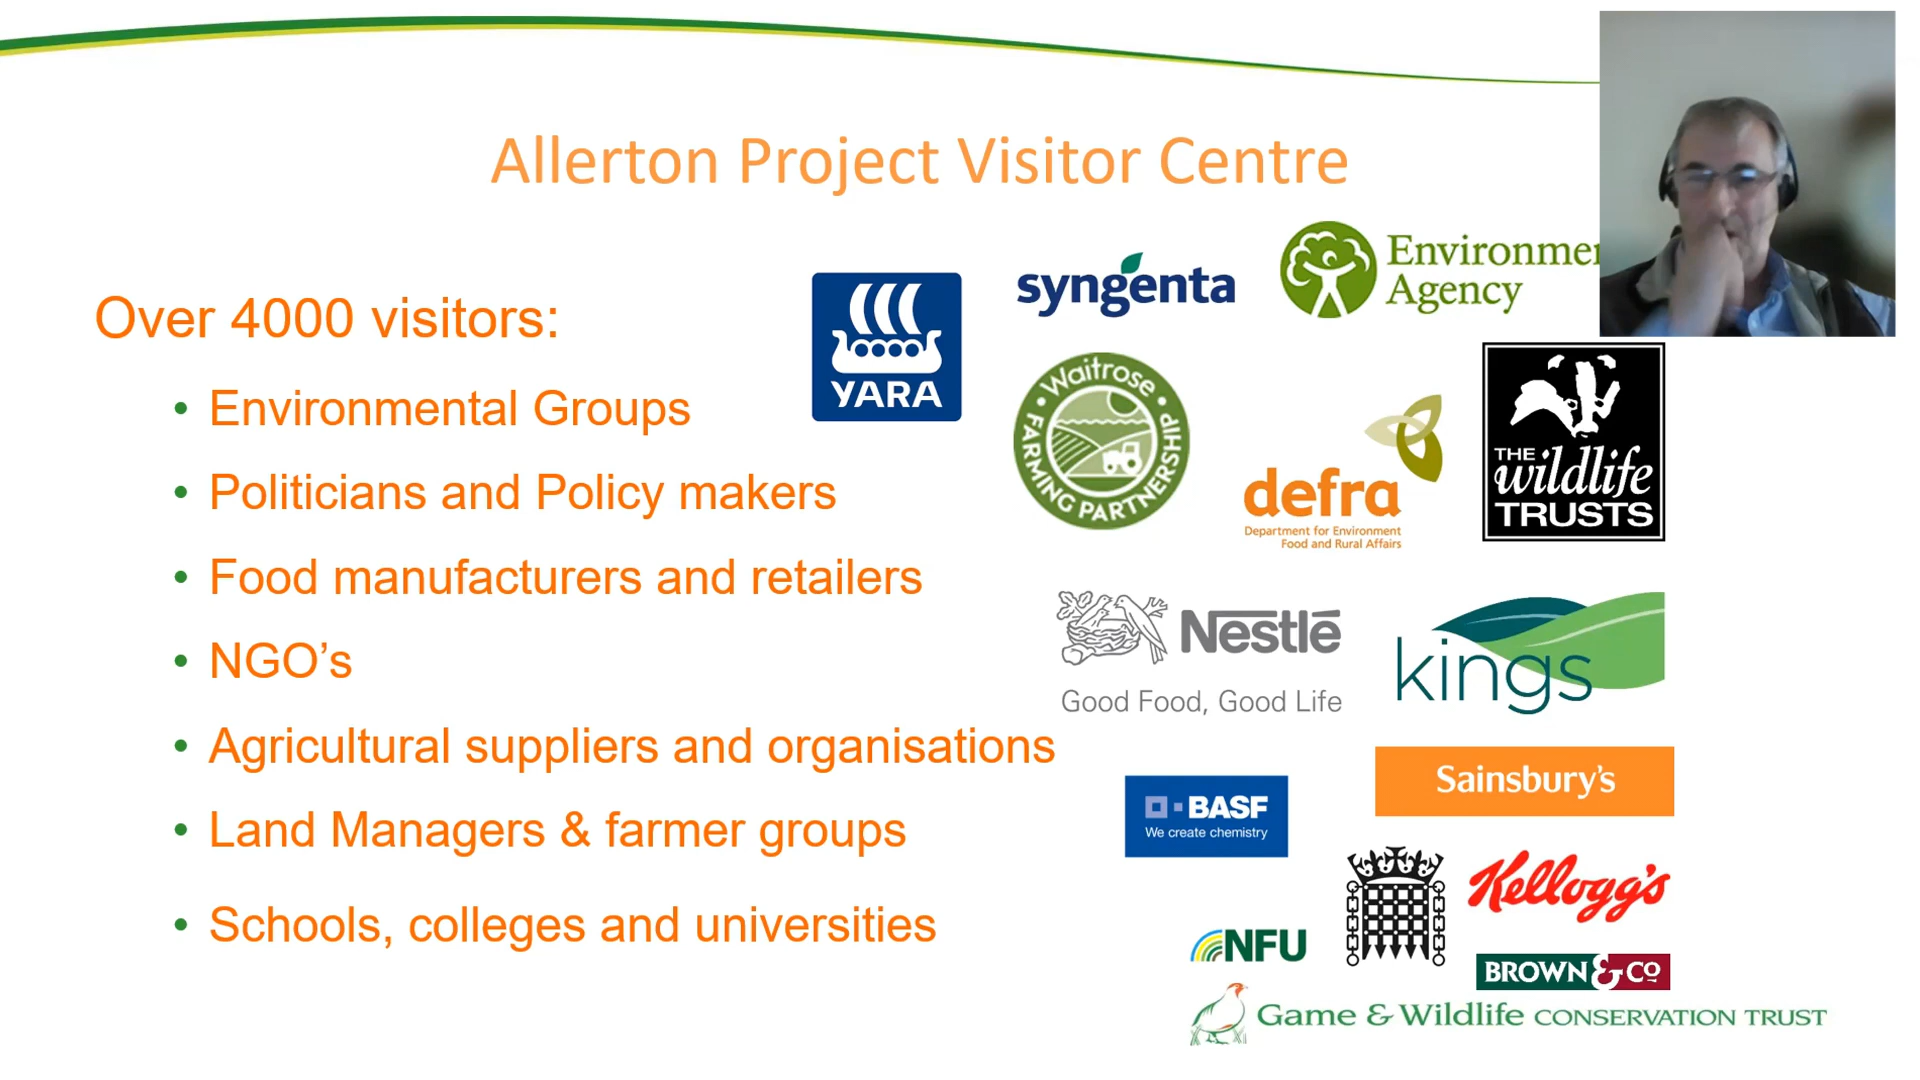 Allerton Project Visitor Centre
Over 4000 visitors:
• Environmental Groups
• Politicians and Policy makers
• Food manufacturers and retailers
• NGO’s
• Agricultural suppliers and organisations
• Land Managers & farmer groups
• Schools, colleges and universities
YARA
syngenta
Environme
Agency
Waitrose
FARMING PARTNERSHIP
defra
Department for Environment
Food and Rural Affairs
THE
wildlife
TRUSTS
Nestlé
Good Food, Good Life
kings
BASF
We create chemistry
Sainsbury's
Kellogg's
NFU
BROWN & CO
Game & Wildlife CONSERVATION TRUST